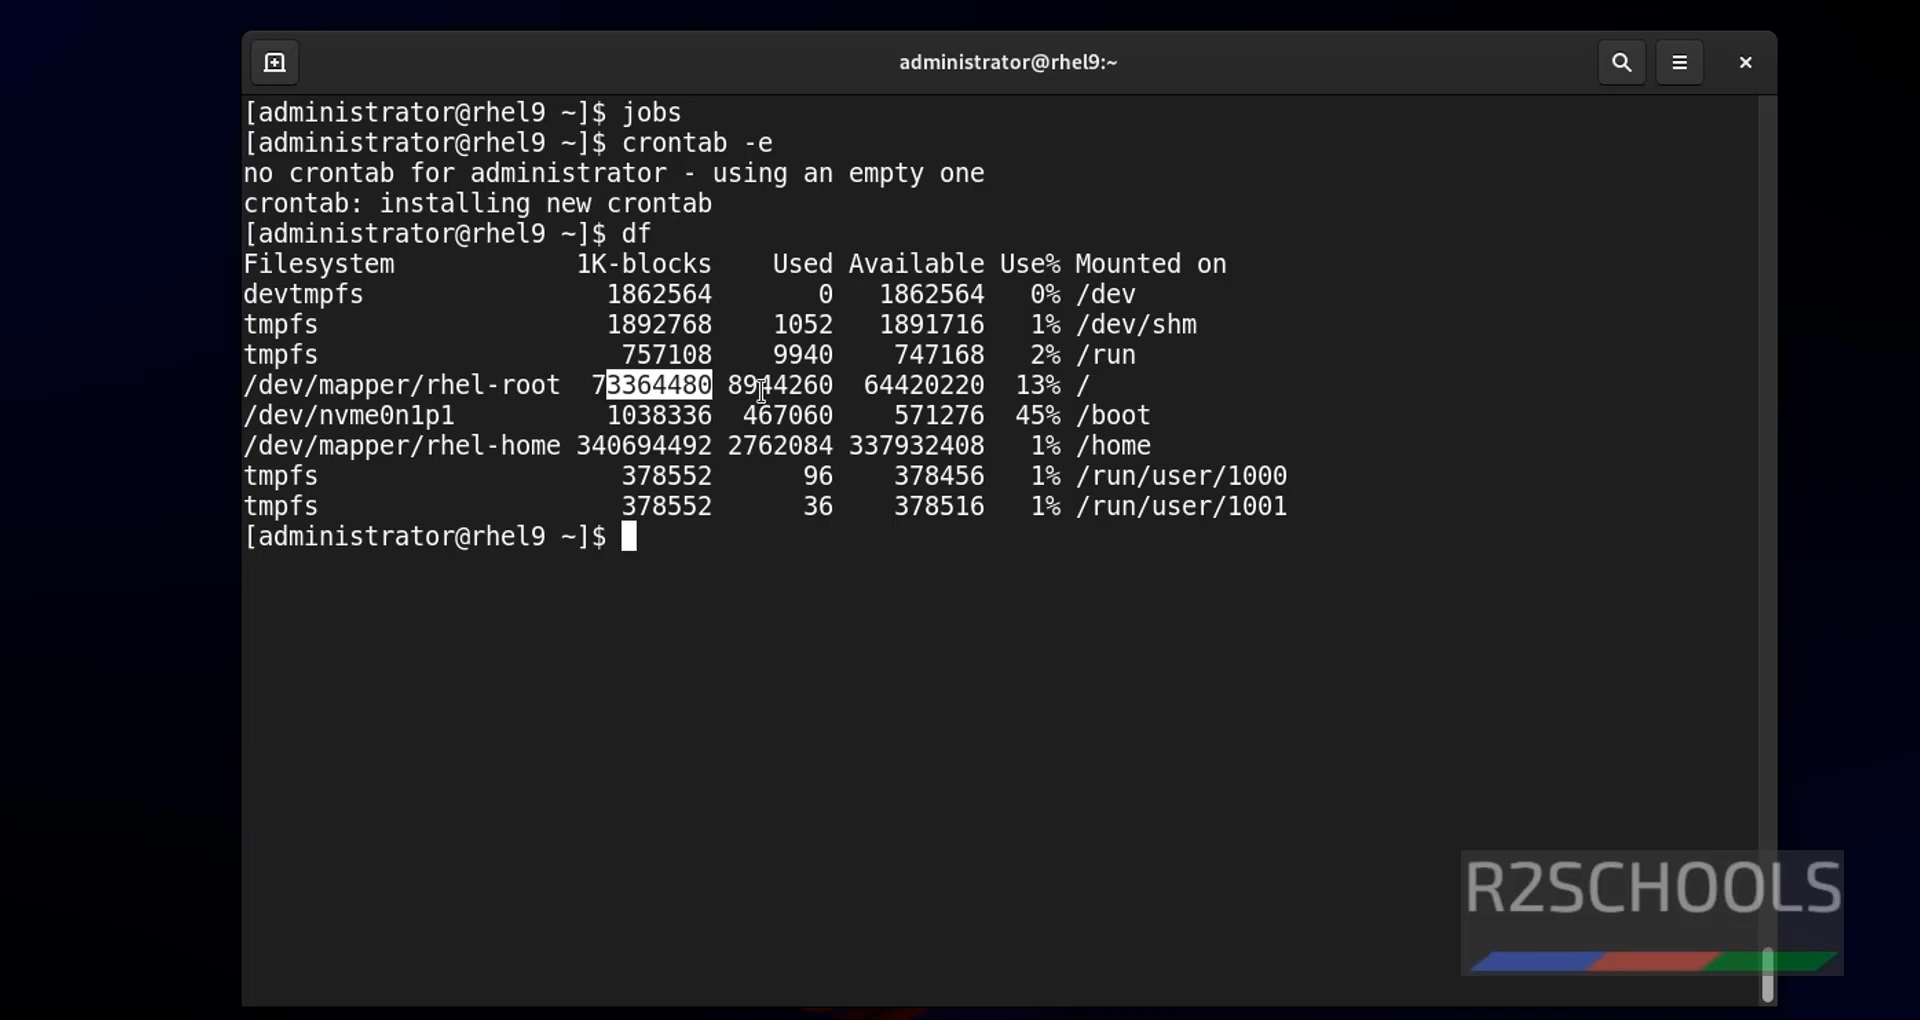 administrator@rhel9:~
[administrator@rhel9 ~]$ jobs
[administrator@rhel9 ~]$ crontab -e
no crontab for administrator - using an empty one
crontab: installing new crontab
[administrator@rhel9 ~]$ df
Filesystem            1K-blocks    Used Available Use% Mounted on
devtmpfs                1862564       0   1862564   0% /dev
tmpfs                   1892768    1052   1891716   1% /dev/shm
tmpfs                    757108    9940    747168   2% /run
/dev/mapper/rhel-root  73364480 8944260  64420220  13% /
/dev/nvme0n1p1          1038336  467060    571276  45% /boot
/dev/mapper/rhel-home 340694492 2762084 337932408   1% /home
tmpfs                    378552      96    378456   1% /run/user/1000
tmpfs                    378552      36    378516   1% /run/user/1001
[administrator@rhel9 ~]$
R2SCHOOLS